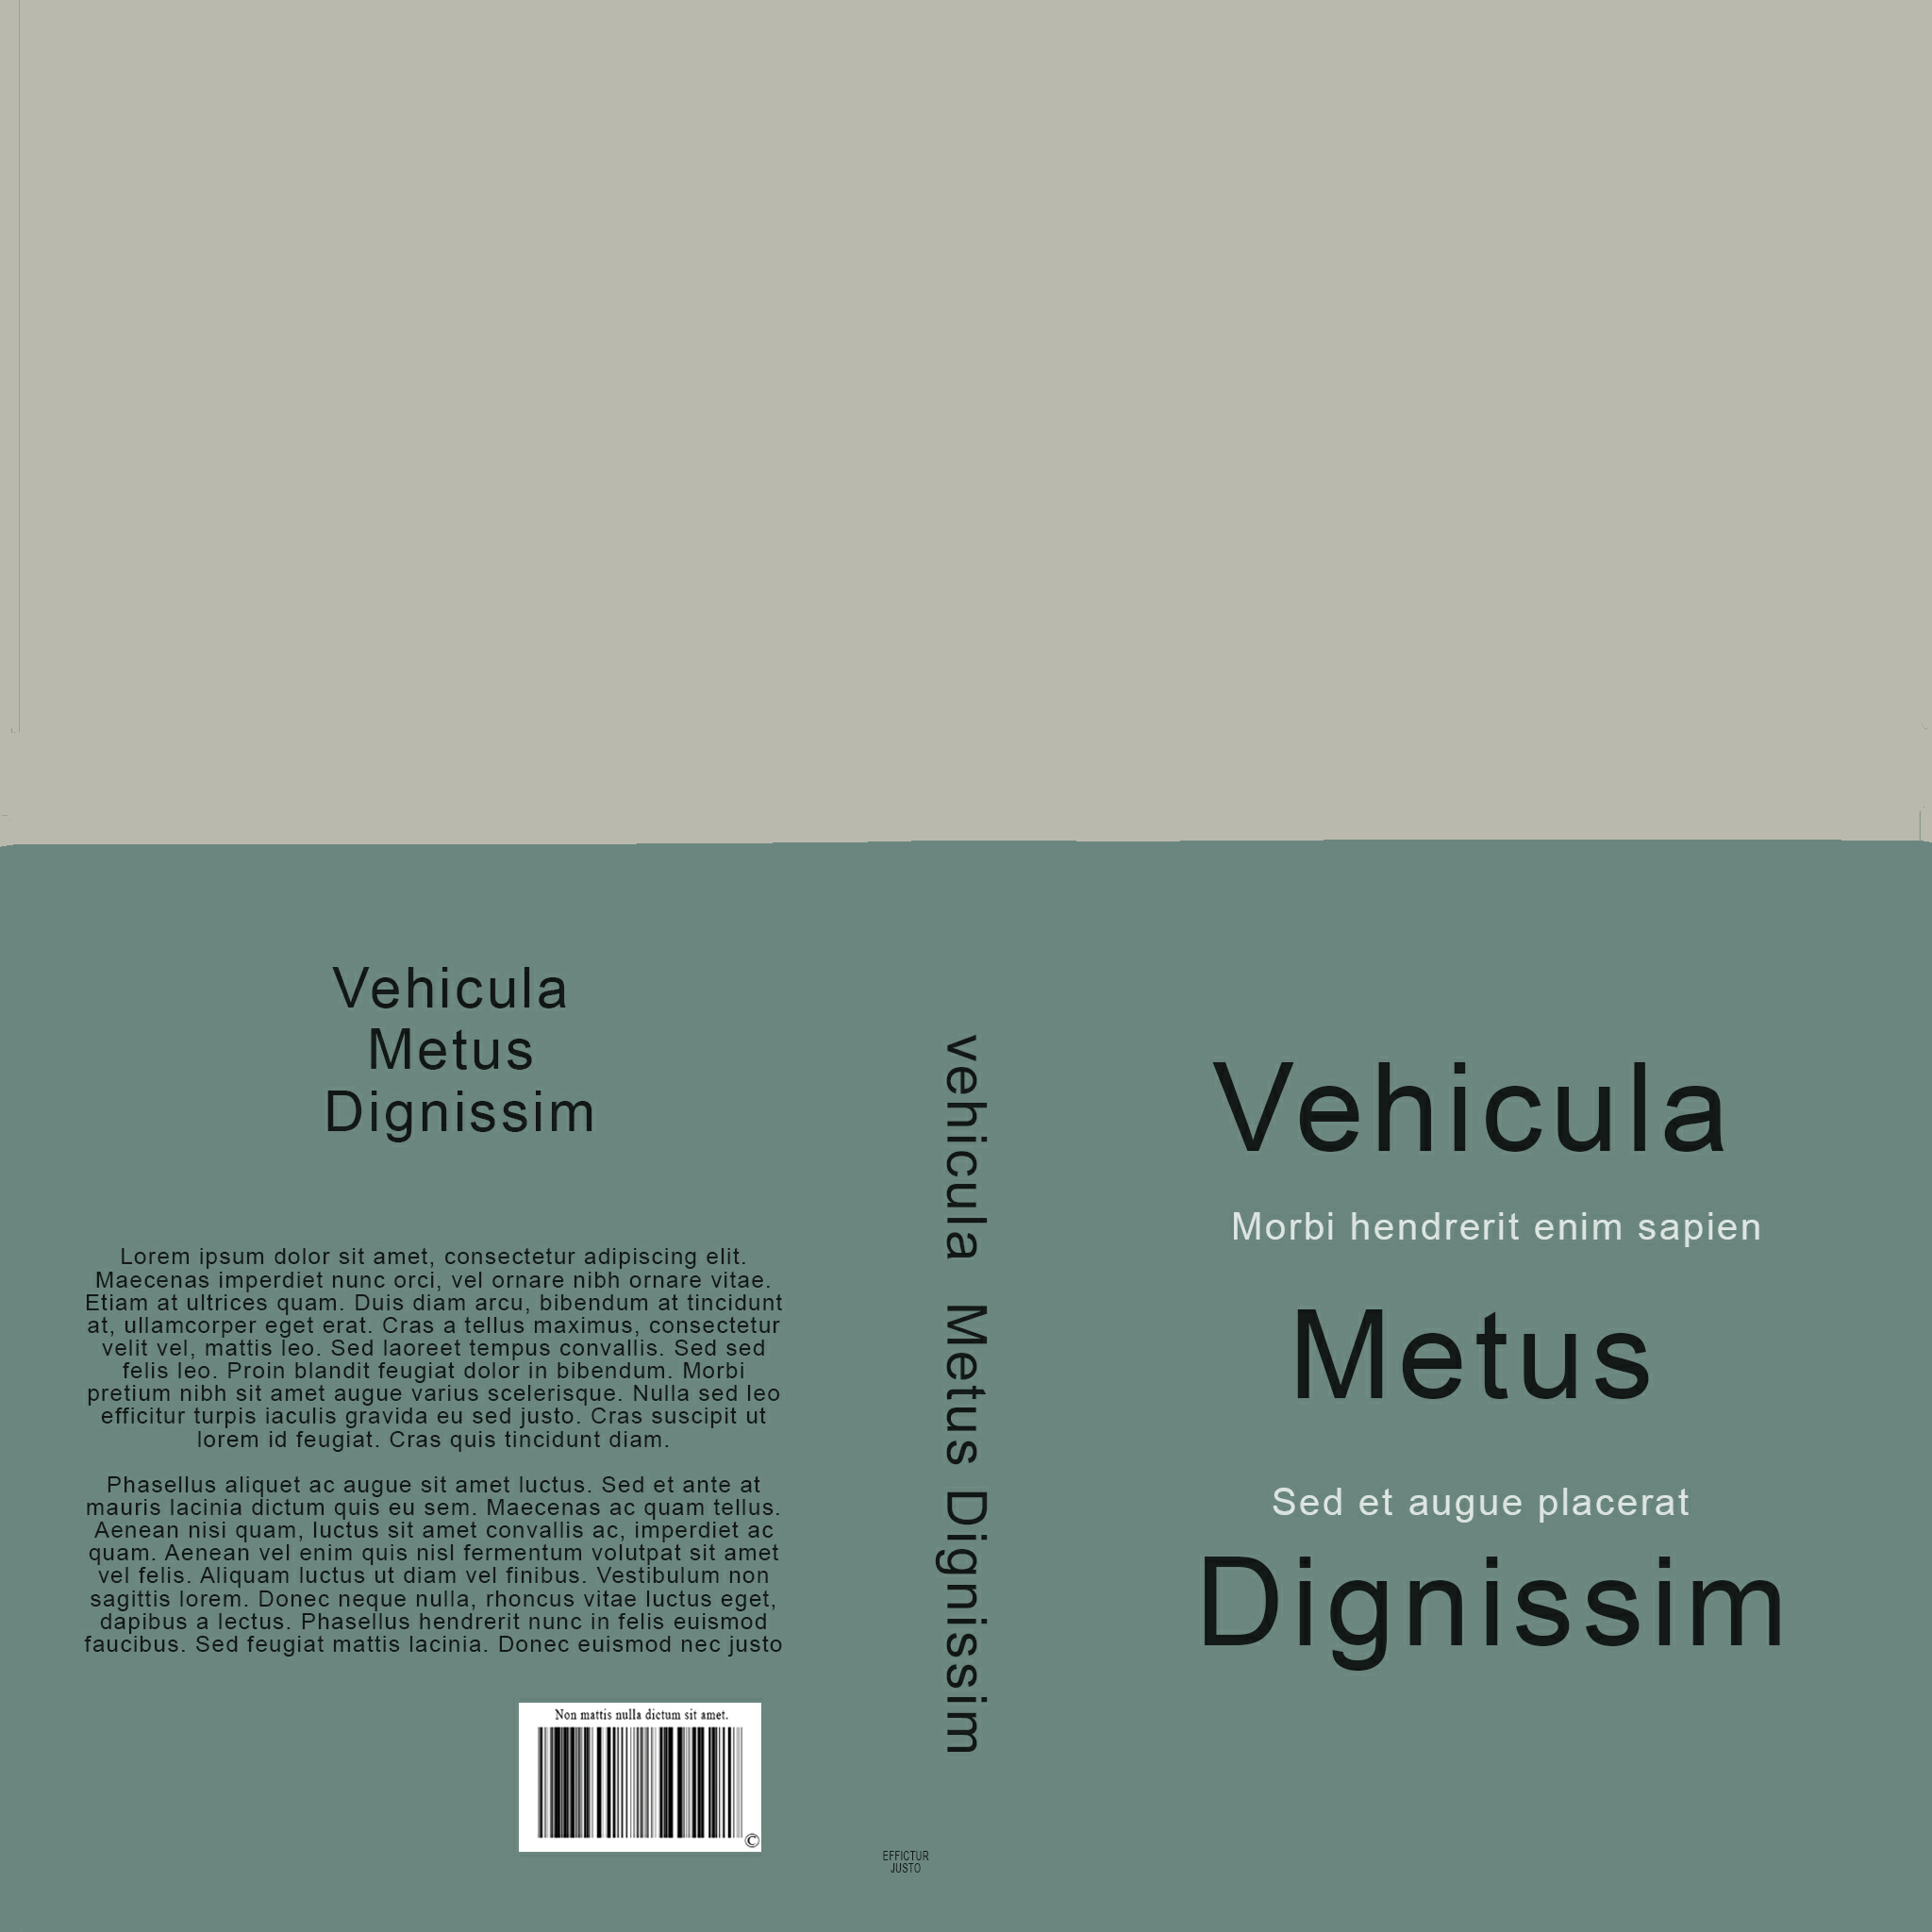 Vehicula
Metus
Dignissim
Lorem ipsum dolor sit amet, consectetur adipiscing elit.
Maecenas imperdiet nunc orci, vel ornare nibh ornare vitae.
Etiam at ultrices quam. Duis diam arcu, bibendum at tincidunt
at, ullamcorper eget erat. Cras a tellus maximus, consectetur
velit vel, mattis leo. Sed laoreet tempus convallis. Sed sed
felis leo. Proin blandit feugiat dolor in bibendum. Morbi
pretium nibh sit amet augue varius scelerisque. Nulla sed leo
efficitur turpis iaculis gravida eu sed justo. Cras suscipit ut
lorem id feugiat. Cras quis tincidunt diam.
Phasellus aliquet ac augue sit amet luctus. Sed et ante at
mauris lacinia dictum quis eu sem. Maecenas ac quam tellus.
Aenean nisi quam, luctus sit amet convallis ac, imperdiet ac
quam. Aenean vel enim quis nisl fermentum volutpat sit amet
vel felis. Aliquam luctus ut diam vel finibus. Vestibulum non
sagittis lorem. Donec neque nulla, rhoncus vitae luctus eget,
dapibus a lectus. Phasellus hendrerit nunc in felis euismod
faucibus. Sed feugiat mattis lacinia. Donec euismod nec justo
Non mattis nulla dictum sit amet.
©
vehicula Metus Dignissim
EFFICTUR
JUSTO
Vehicula
Morbi hendrerit enim sapien
Metus
Sed et augue placerat
Dignissim